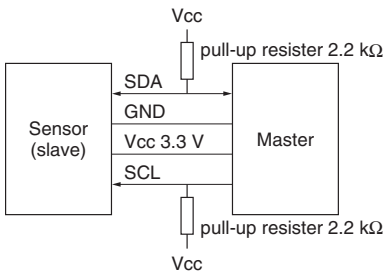 Vcc
pull-up resister 2.2 kΩ
SDA
GND
Sensor
(slave)
Vcc 3.3 V
Master
SCL
pull-up resister 2.2 kΩ
Vcc